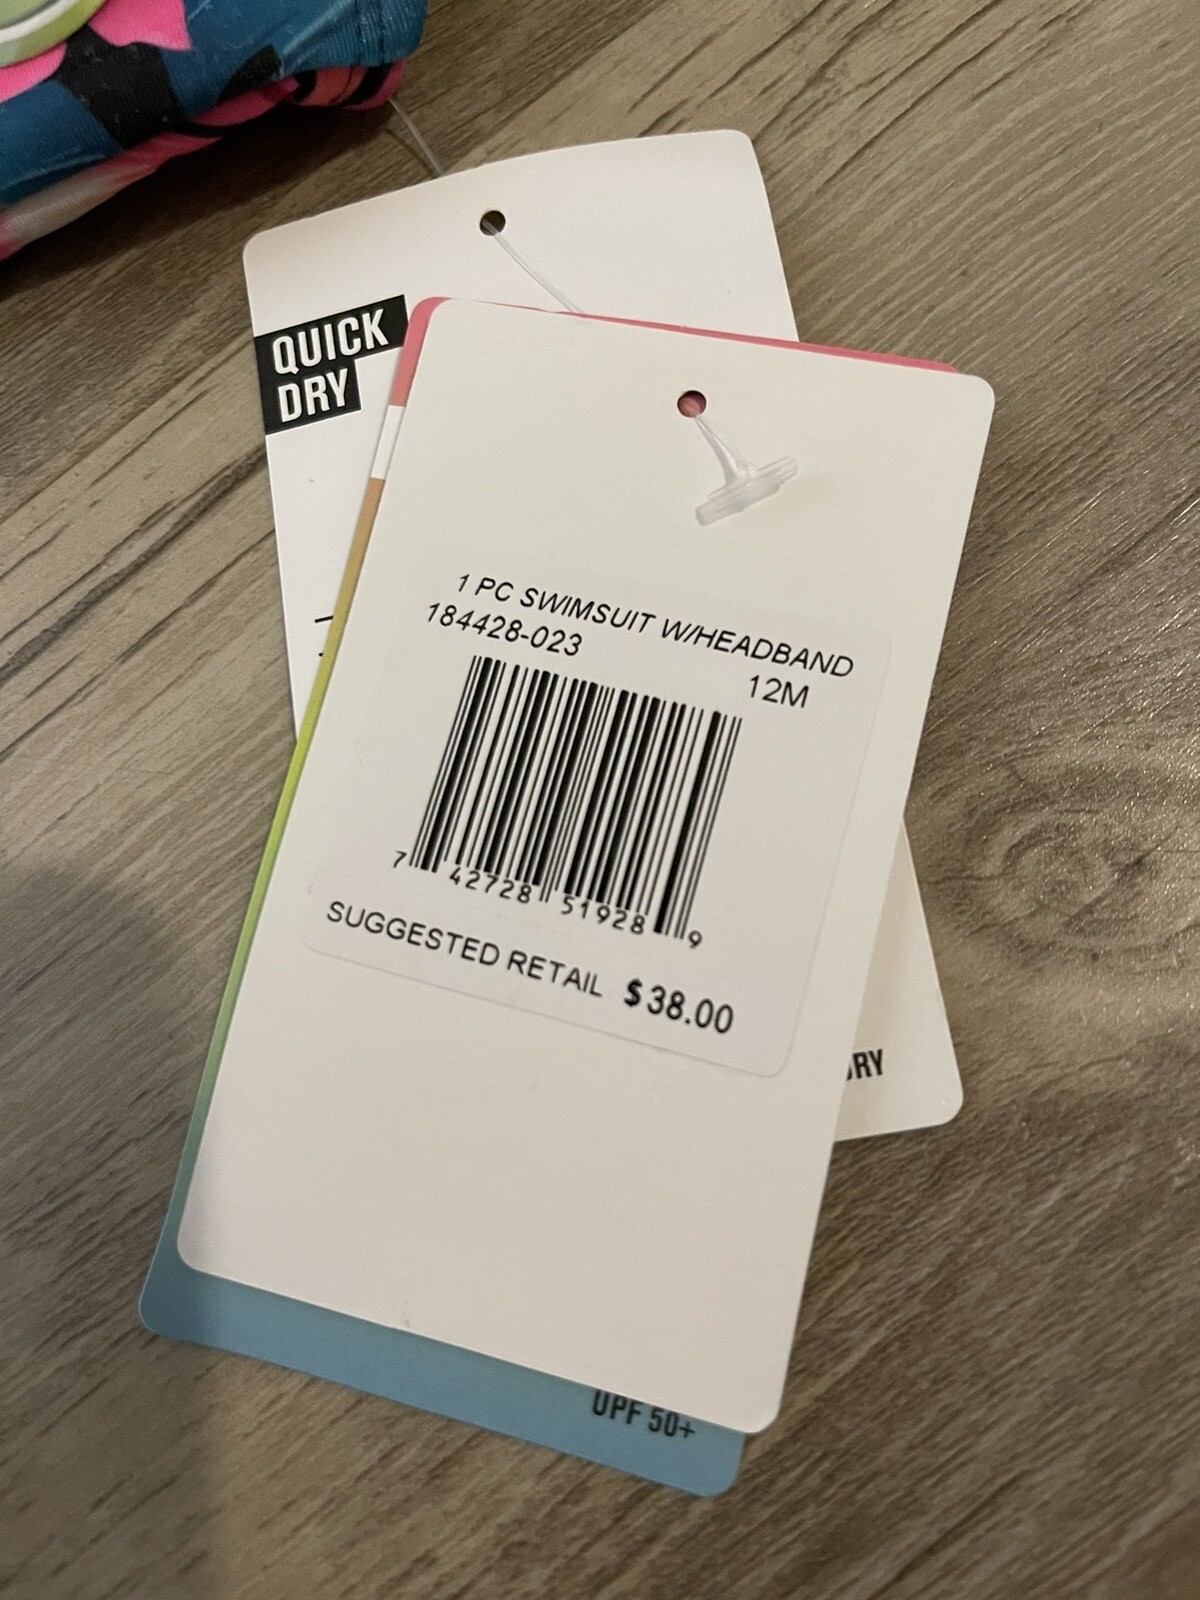 QUICK
DRY
1 PC SWIMSUIT W/HEADBAND
184428-023
12M
7 42728 51928 9
SUGGESTED RETAIL $38.00
UPF 50+